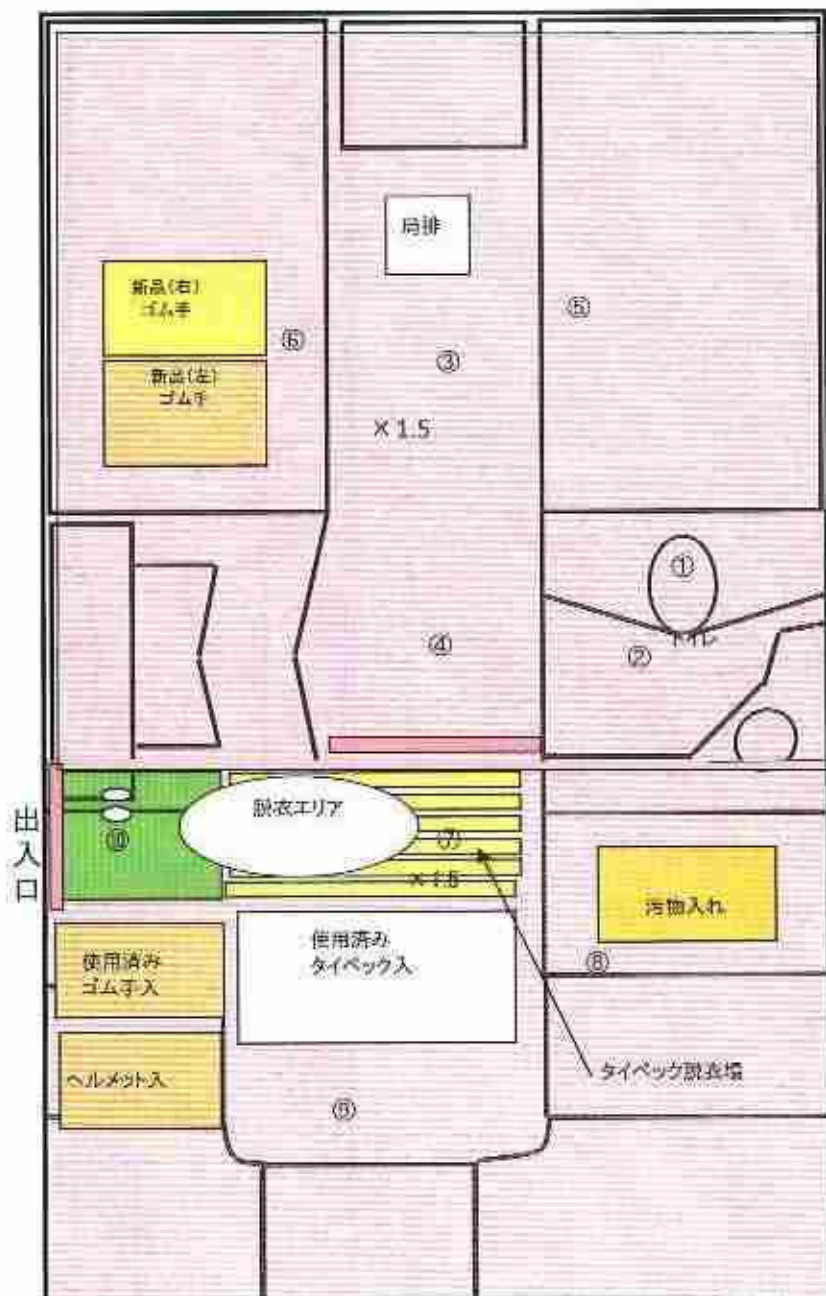 局排
新品(右)
ゴム手
新品(左)
ゴム手
⑥
③
⑤
× 1.5
①
トイレ
②
④
出入口
⑩
脱衣エリア
⑦
× 1.5
汚物入れ
使用済み
ゴム手入
使用済み
タイベック入
⑧
ヘルメット入
タイベック脱衣場
⑨